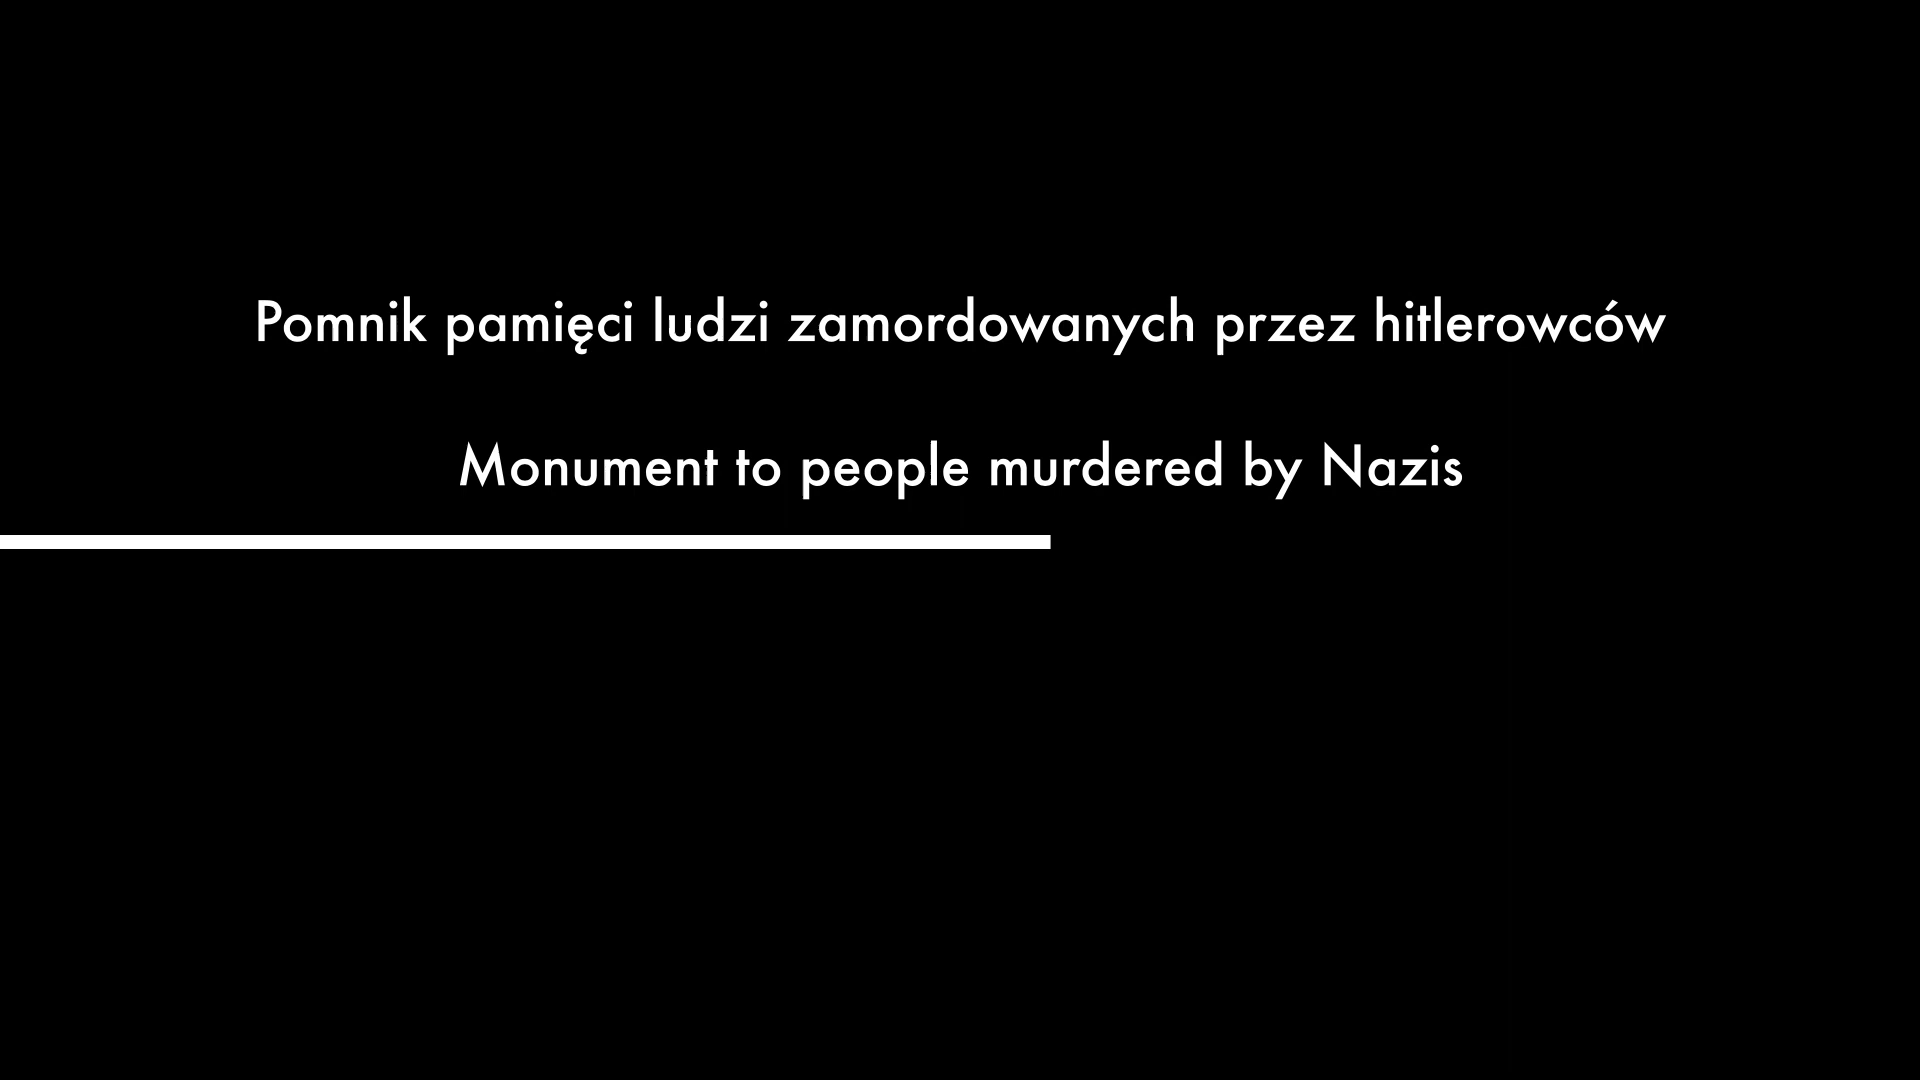 Pomnik pamięci ludzi zamordowanych przez hitlerowców
Monument to people murdered by Nazis